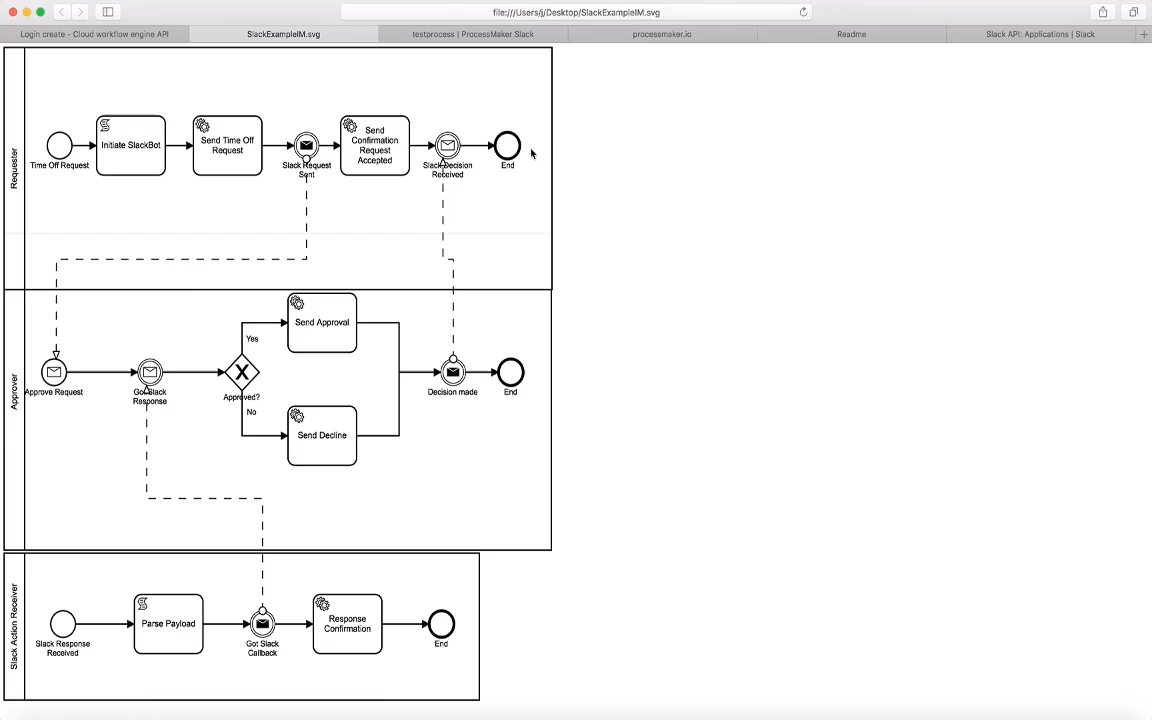 file:///Users/j/Desktop/SlackExampleIM.svg
Login create - Cloud workflow engine API
SlackExampleIM.svg
testprocess | ProcessMaker Slack
processmaker.io
Readme
Slack API: Applications | Slack
Requester
Time Off Request
Initiate SlackBot
Send Time Off
Request
Slack Request
Sent
Send
Confirmation
Request
Accepted
Slack Decision
Received
End
Approver
Approve Request
Got Slack
Response
Approved?
Yes
No
Send Approval
Send Decline
Decision made
End
Slack Action Receiver
Slack Response
Received
Parse Payload
Got Slack
Callback
Response
Confirmation
End